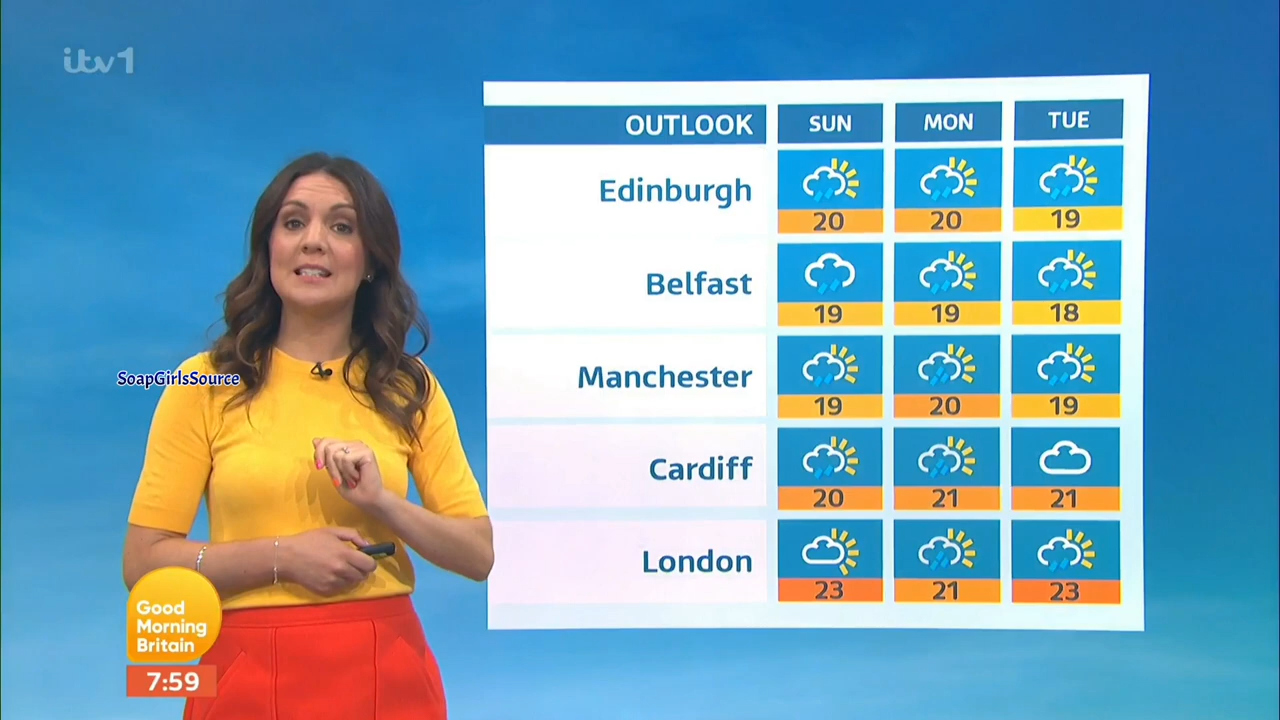 itv1
OUTLOOK SUN MON TUE
Edinburgh 20 20 19
Belfast 19 19 18
Manchester 19 20 19
Cardiff 20 21 21
London 23 21 23
SoapGirlsSource
Good
Morning
Britain
7:59